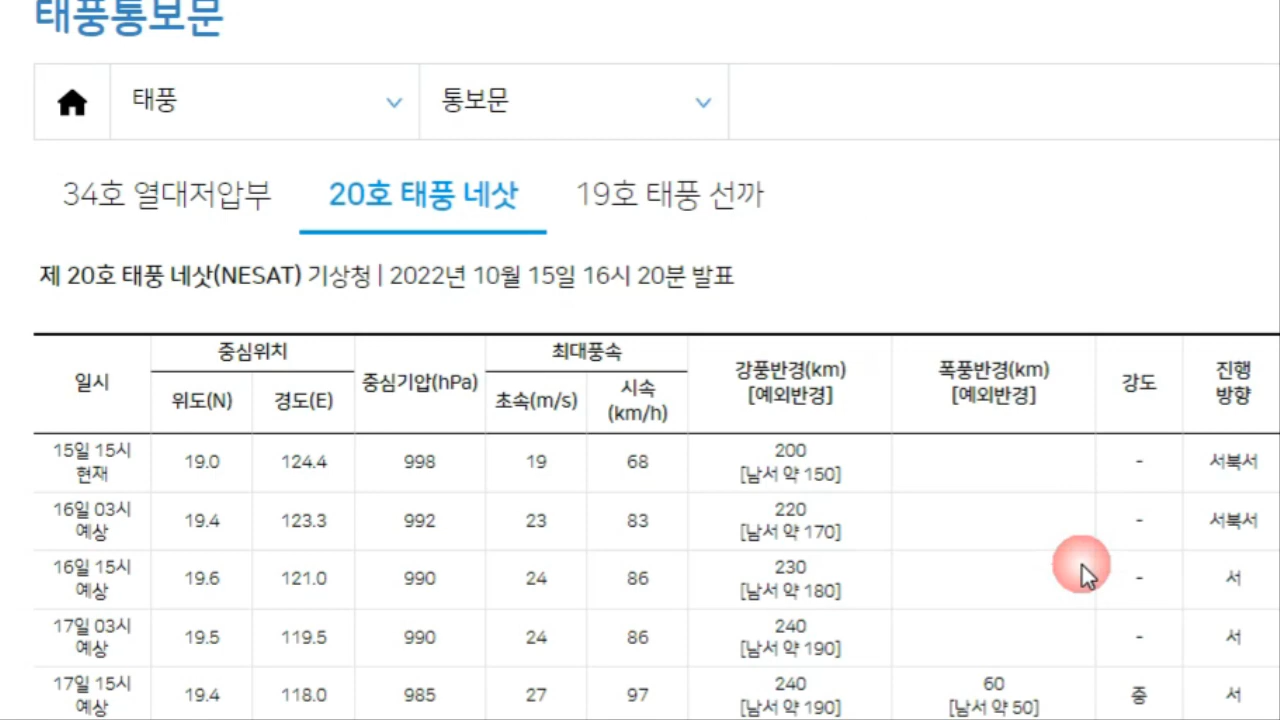 태풍통보문
태풍
통보문
34호 열대저압부
20호 태풍 네삿
19호 태풍 선까
제 20호 태풍 네삿(NESAT) 기상청 | 2022년 10월 15일 16시 20분 발표
일시 중심위치 중심기압(hPa) 최대풍속 강풍반경(km) [예외반경] 폭풍반경(km) [예외반경] 강도 진행 방향
위도(N) 경도(E) 초속(m/s) 시속 (km/h)
15일 15시 현재 19.0 124.4 998 19 68 200 [남서 약 150] - 서북서
16일 03시 예상 19.4 123.3 992 23 83 220 [남서 약 170] - 서북서
16일 15시 예상 19.6 121.0 990 24 86 230 [남서 약 180] - 서
17일 03시 예상 19.5 119.5 990 24 86 240 [남서 약 190] - 서
17일 15시 예상 19.4 118.0 985 27 97 240 [남서 약 190] 60 [남서 약 50] 중 서